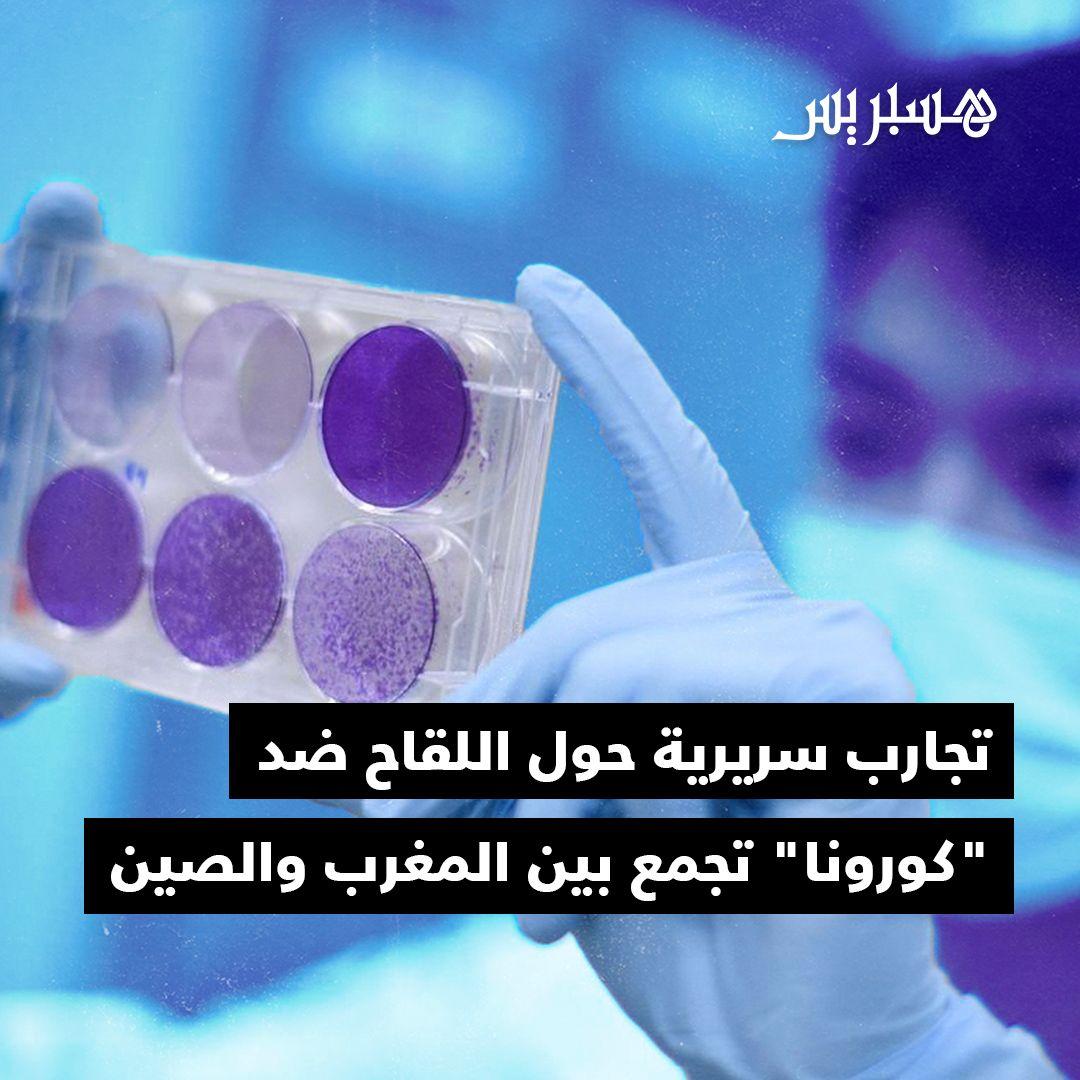 هسبريس
تجارب سريرية حول اللقاح ضد
"كورونا" تجمع بين المغرب والصين